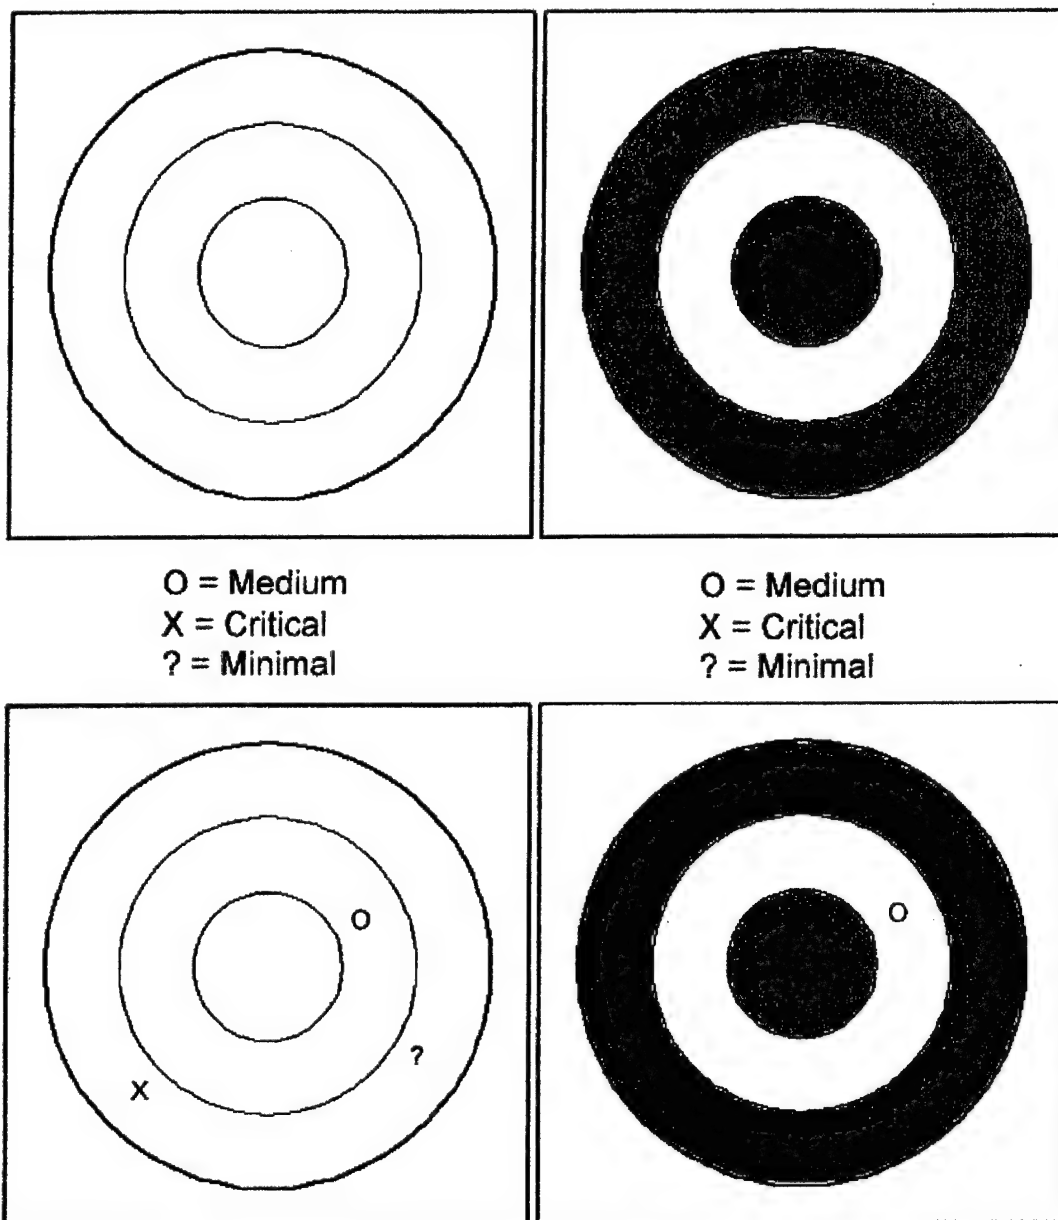 O = Medium
X = Critical
? = Minimal
O = Medium
X = Critical
? = Minimal
O
?
X
O